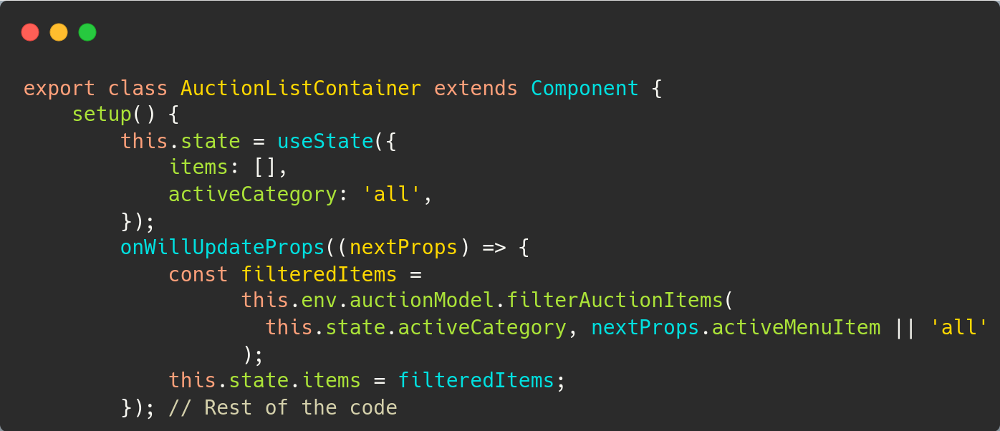 export class AuctionListContainer extends Component {
    setup() {
        this.state = useState({
            items: [],
            activeCategory: 'all',
        });
        onWillUpdateProps((nextProps) => {
            const filteredItems =
                  this.env.auctionModel.filterAuctionItems(
                    this.state.activeCategory, nextProps.activeMenuItem || 'all'
                  );
            this.state.items = filteredItems;
        }); // Rest of the code